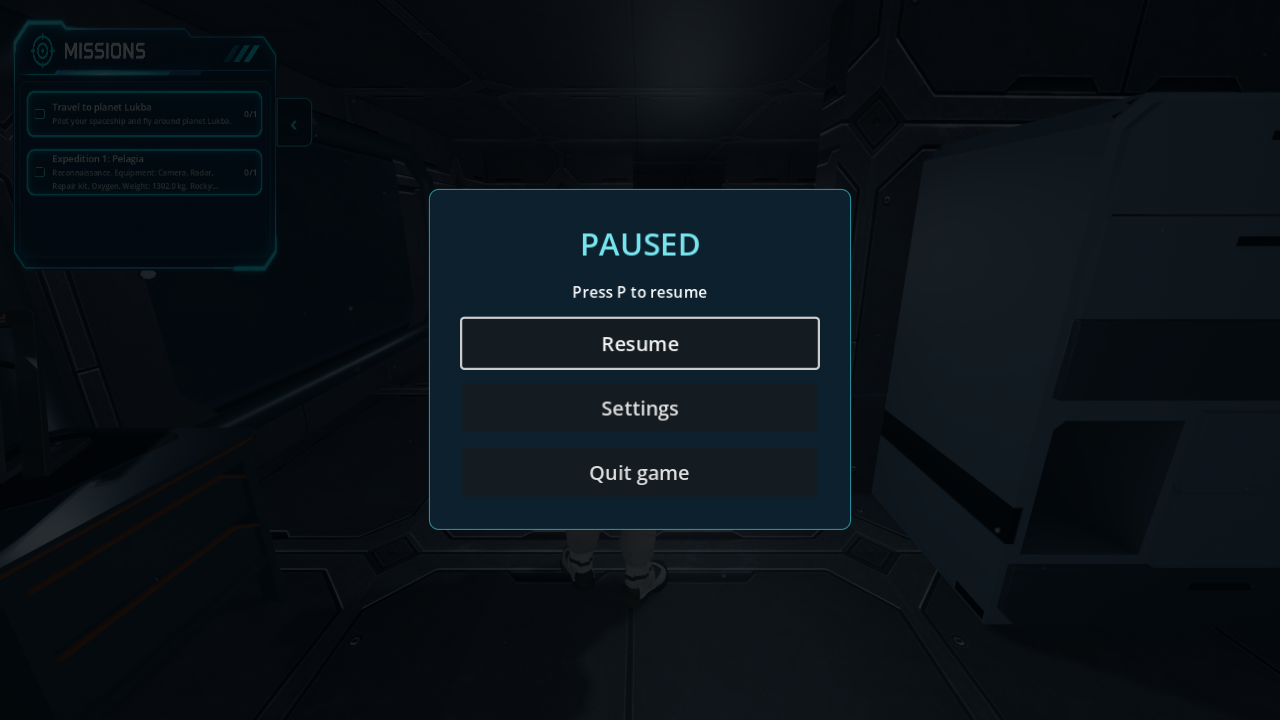 MISSIONS
Travel to planet Lukba
Pilot your spaceship and fly around planet Lukba.
0/1
Expedition 1: Pelagia
Reconnaissance. Equipment: Camera, Radar,
Repair kit, Oxygen. Weight: 1302.0 kg. Rocky...
0/1
PAUSED
Press P to resume
Resume
Settings
Quit game